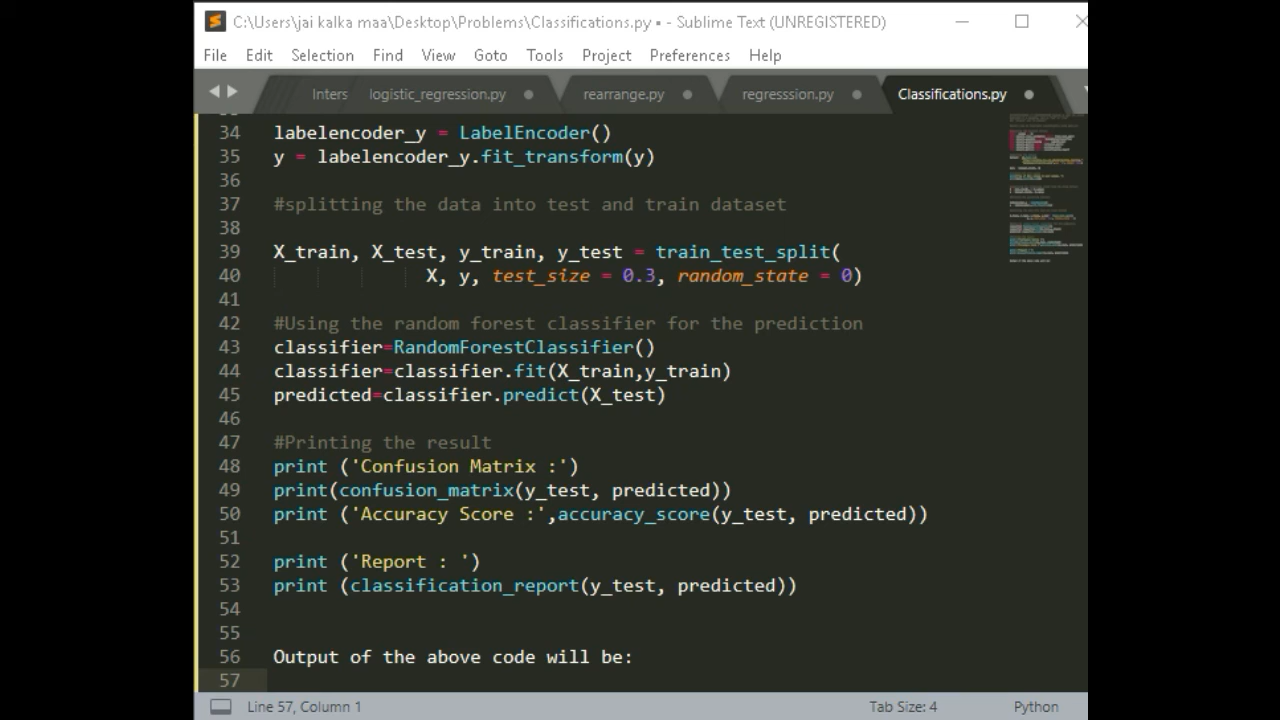 C:\Users\jai kalka maa\Desktop\Problems\Classifications.py • - Sublime Text (UNREGISTERED)
File Edit Selection Find View Goto Tools Project Preferences Help
Inters logistic_regression.py rearrange.py regresssion.py Classifications.py
34 labelencoder_y = LabelEncoder()
35 y = labelencoder_y.fit_transform(y)
36
37 #splitting the data into test and train dataset
38
39 X_train, X_test, y_train, y_test = train_test_split(
40 X, y, test_size = 0.3, random_state = 0)
41
42 #Using the random forest classifier for the prediction
43 classifier=RandomForestClassifier()
44 classifier=classifier.fit(X_train,y_train)
45 predicted=classifier.predict(X_test)
46
47 #Printing the result
48 print ('Confusion Matrix :')
49 print(confusion_matrix(y_test, predicted))
50 print ('Accuracy Score :',accuracy_score(y_test, predicted))
51
52 print ('Report : ')
53 print (classification_report(y_test, predicted))
54
55
56 Output of the above code will be:
57
Line 57, Column 1 Tab Size: 4 Python